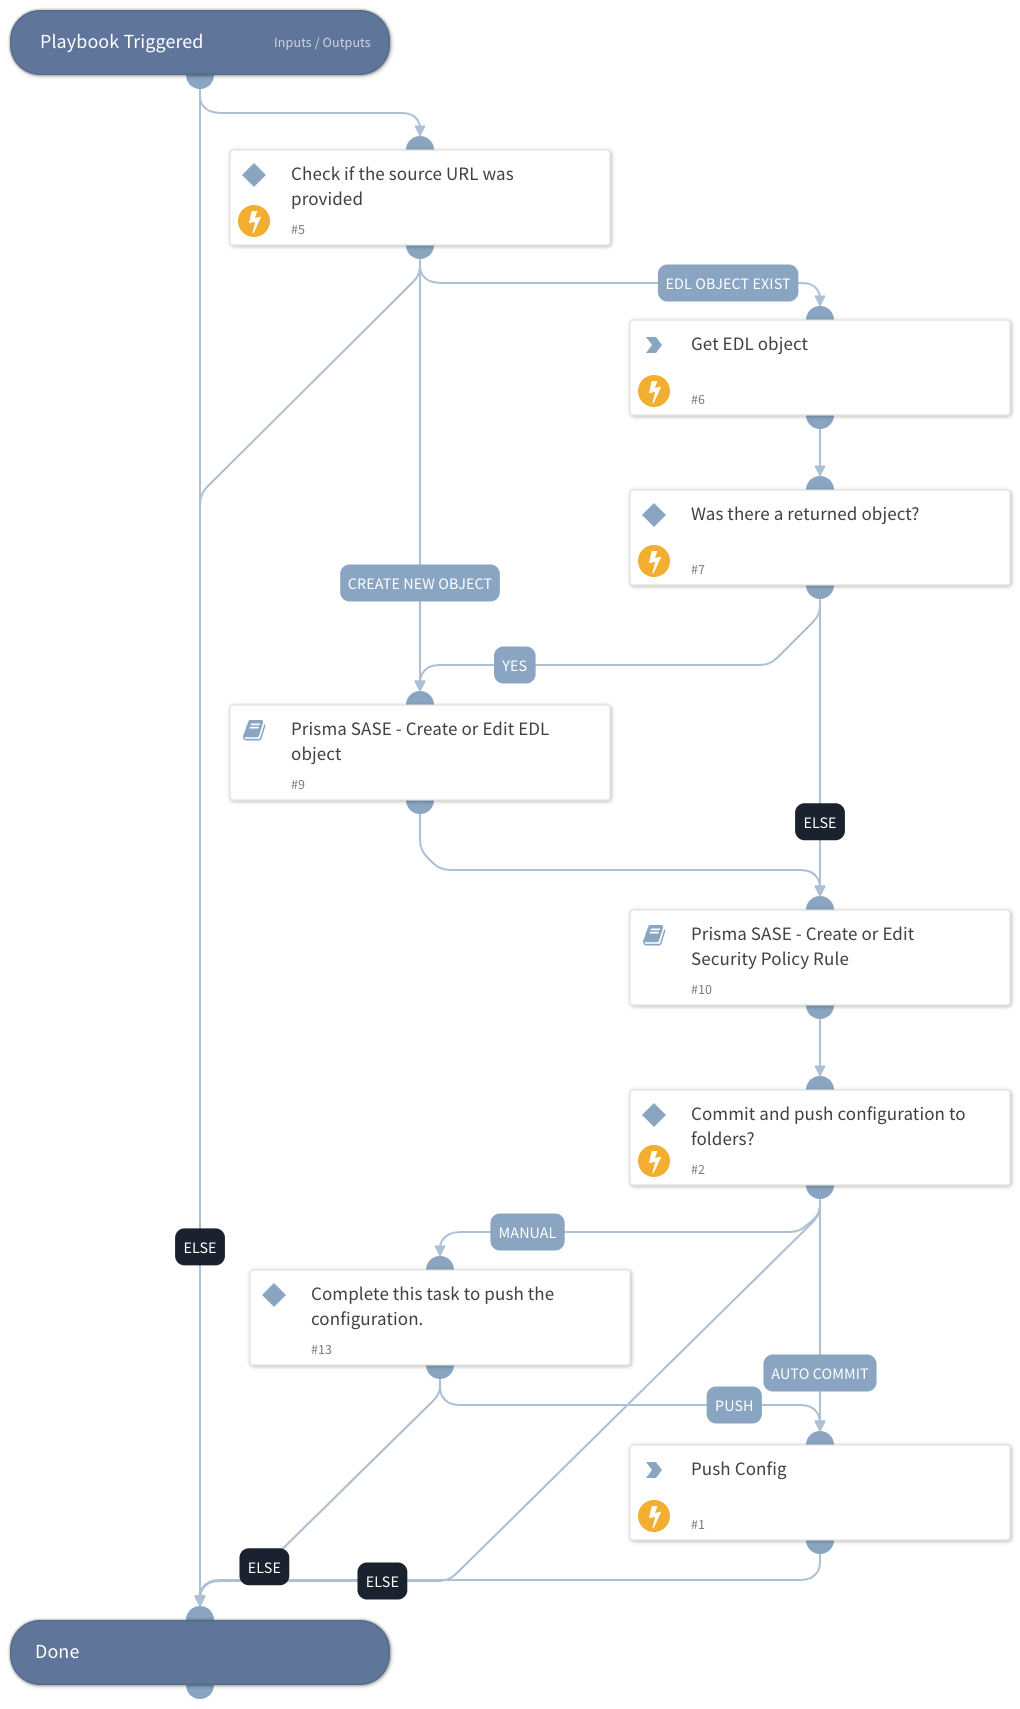 Playbook Triggered
Inputs / Outputs
Check if the source URL was
provided
#5
EDL OBJECT EXIST
Get EDL object
#6
Was there a returned object?
#7
CREATE NEW OBJECT
YES
Prisma SASE - Create or Edit EDL
object
#9
ELSE
Prisma SASE - Create or Edit
Security Policy Rule
#10
Commit and push configuration to
folders?
#2
MANUAL
ELSE
Complete this task to push the
configuration.
#13
AUTO COMMIT
PUSH
Push Config
#1
ELSE
ELSE
Done